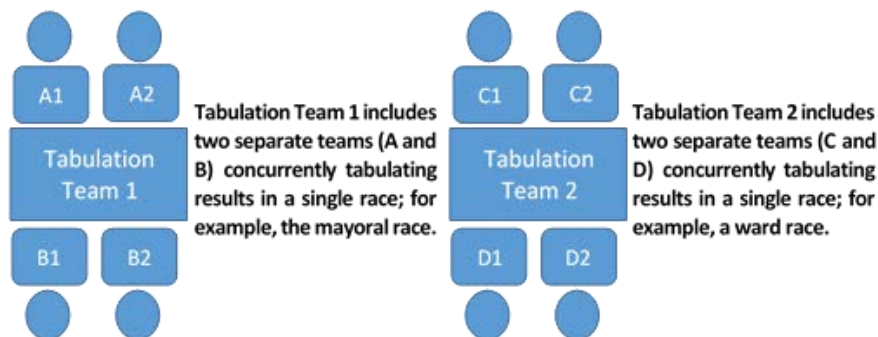 A1
A2
Tabulation
Team 1
B1
B2
Tabulation Team 1 includes
two separate teams (A and
B) concurrently tabulating
results in a single race; for
example, the mayoral race.
C1
C2
Tabulation
Team 2
D1
D2
Tabulation Team 2 includes
two separate teams (C and
D) concurrently tabulating
results in a single race; for
example, a ward race.